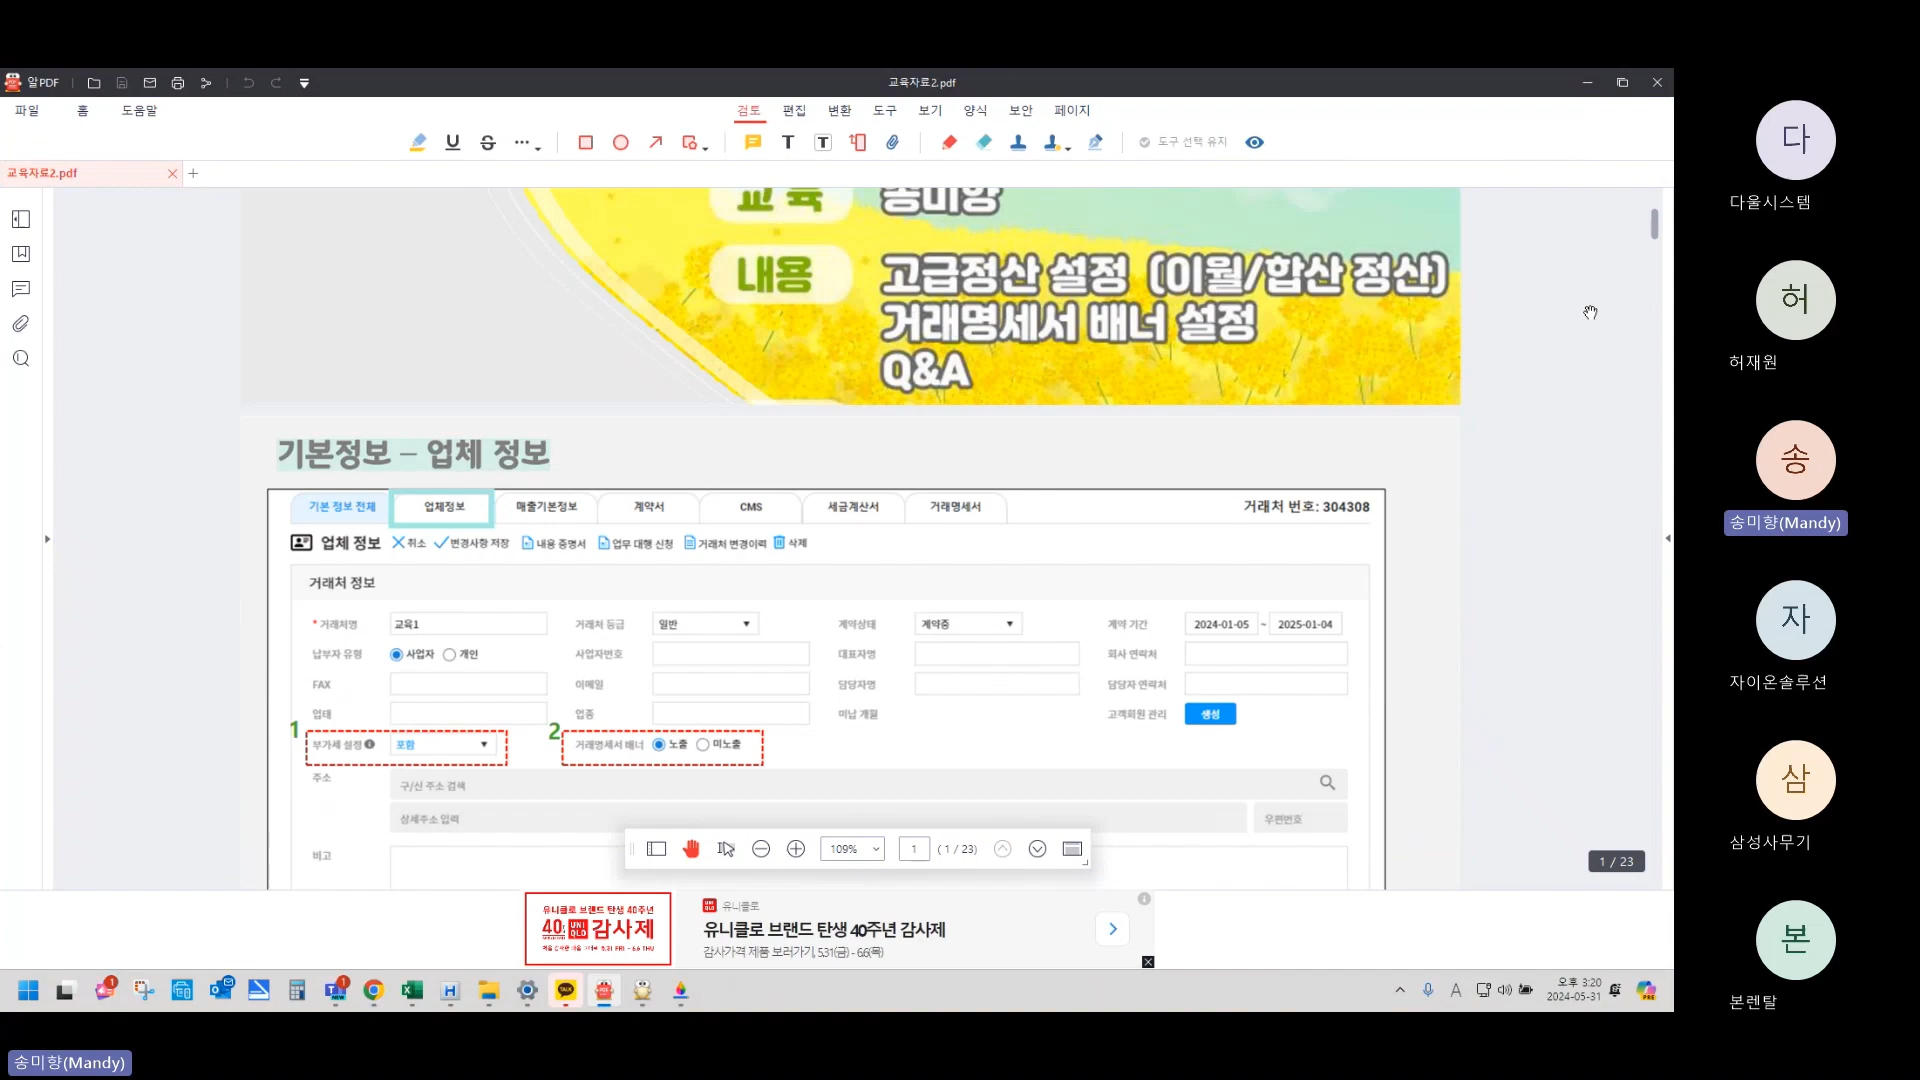 알PDF
교육자료2.pdf
파일 홈 도움말
검토 편집 변환 도구 보기 양식 보안 페이지
도구 선택 유지
교육자료2.pdf
교육 송미향
내용 고급정산 설정 (이월/합산 정산)
거래명세서 배너 설정
Q&A
기본정보 – 업체 정보
기본 정보 전체 업체정보 매출기본정보 계약서 CMS 세금계산서 거래명세서 거래처 번호: 304308
업체 정보 취소 변경사항 저장 내용 증명서 업무 대행 신청 거래처 변경이력 삭제
거래처 정보
* 거래처명 교육1 거래처 등급 일반 계약상태 계약중 계약 기간 2024-01-05 ~ 2025-01-04
납부자 유형 사업자 개인 사업자번호 대표자명 회사 연락처
FAX 이메일 담당자명 담당자 연락처
업태 업종 미납 개월 고객회원 관리 생성
1 부가세 설정 포함 2 거래명세서 배너 노출 미노출
주소 구/신 주소 검색
상세주소 입력 우편번호
비고
109% 1 ( 1 / 23)
1 / 23
유니클로 브랜드 탄생 40주년
40 UNI QLO 감사제
5.31 FRI - 6.6 THU
유니클로
유니클로 브랜드 탄생 40주년 감사제
감사가격 제품 보러가기, 5.31(금) - 6.6(목)
오후 3:20
2024-05-31
다
다울시스템
허
허재원
송
송미향(Mandy)
자
자이온솔루션
삼
삼성사무기
본
본렌탈
송미향(Mandy)